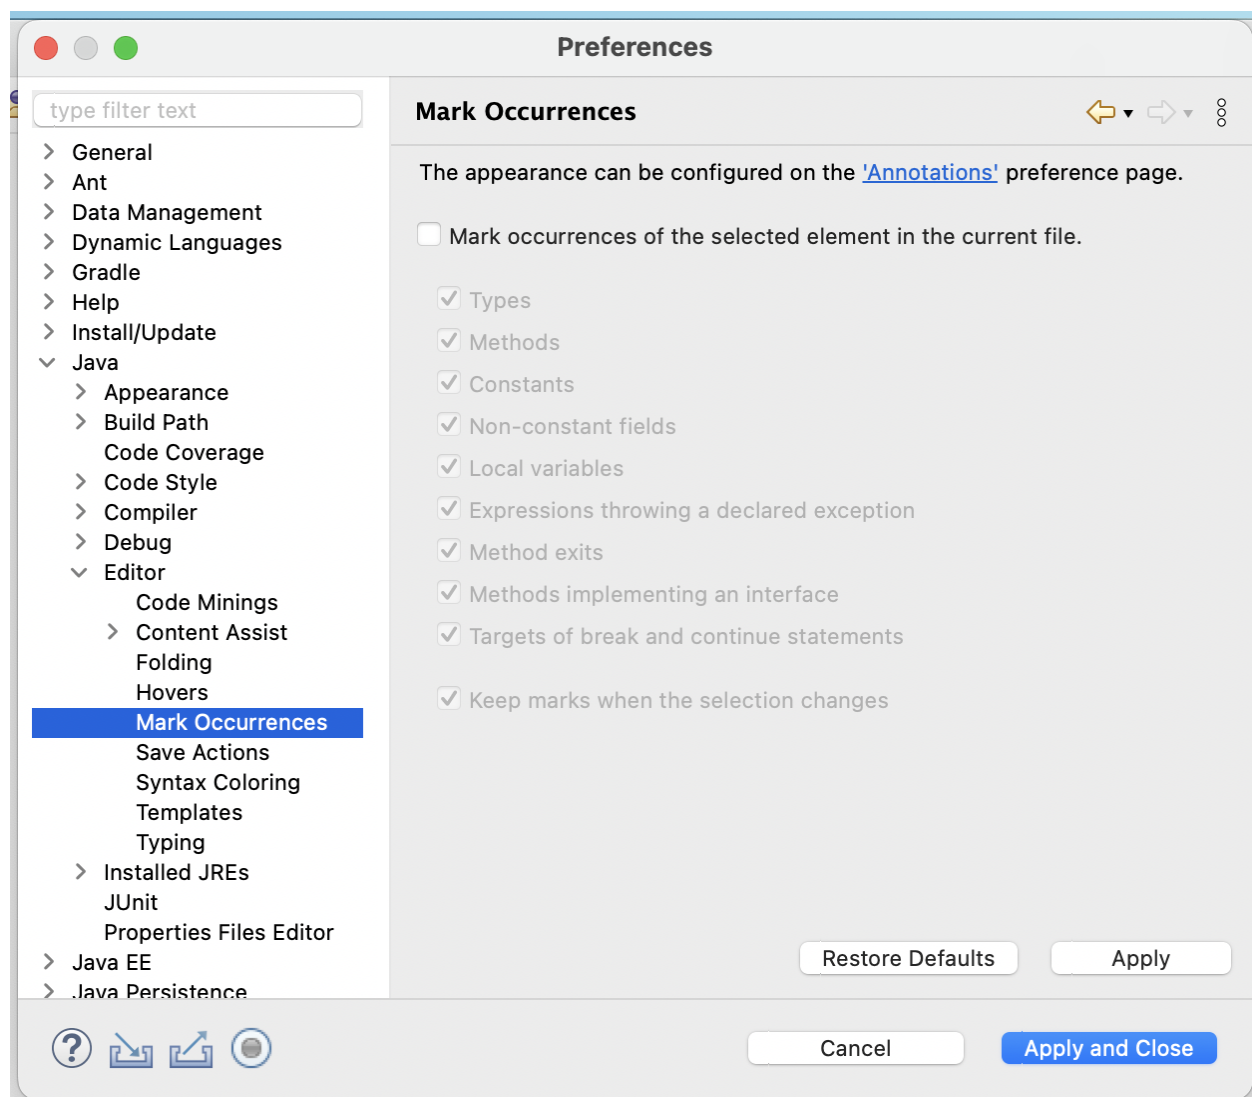 Preferences
type filter text
General
Ant
Data Management
Dynamic Languages
Gradle
Help
Install/Update
Java
Appearance
Build Path
Code Coverage
Code Style
Compiler
Debug
Editor
Code Minings
Content Assist
Folding
Hovers
Mark Occurrences
Save Actions
Syntax Coloring
Templates
Typing
Installed JREs
JUnit
Properties Files Editor
Java EE
Java Persistence
Mark Occurrences
The appearance can be configured on the 'Annotations' preference page.
Mark occurrences of the selected element in the current file.
Types
Methods
Constants
Non-constant fields
Local variables
Expressions throwing a declared exception
Method exits
Methods implementing an interface
Targets of break and continue statements
Keep marks when the selection changes
Restore Defaults
Apply
?
Cancel
Apply and Close